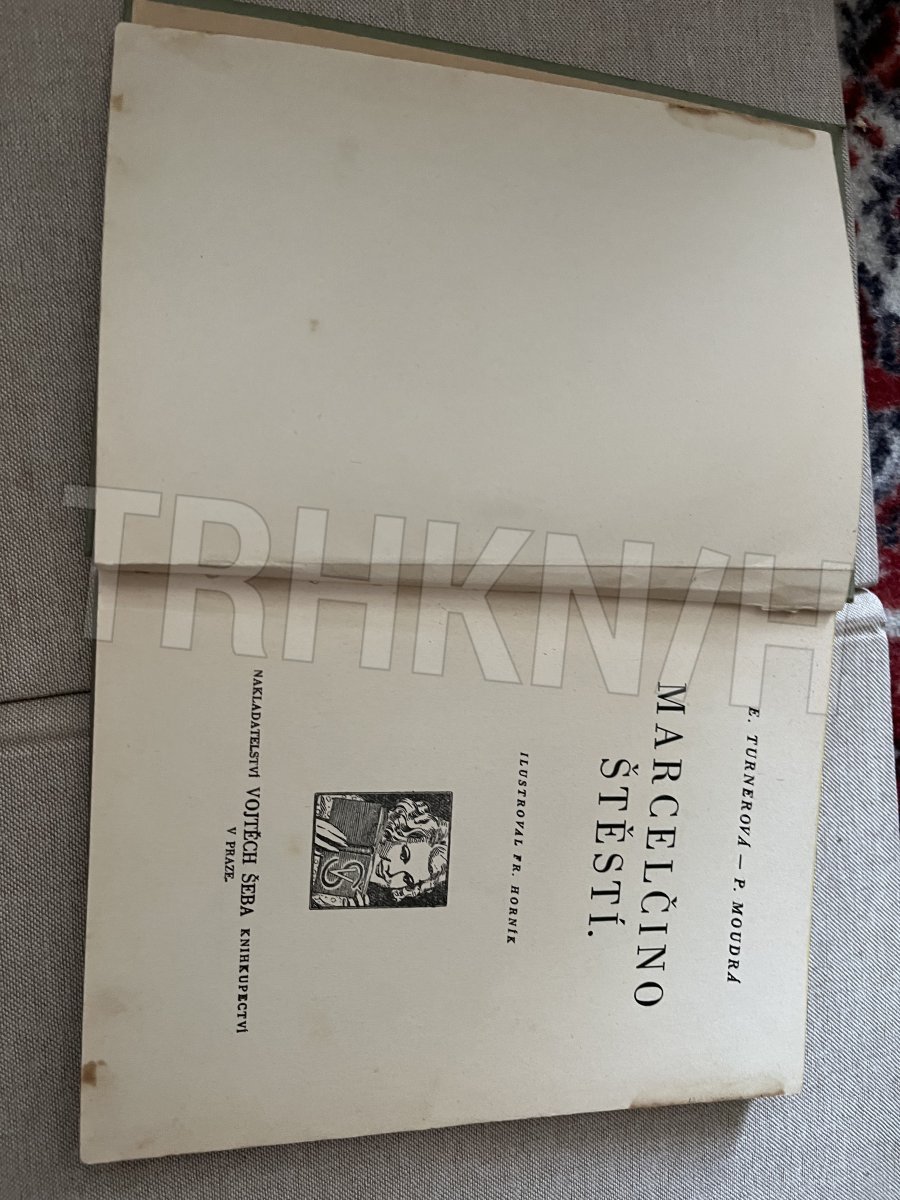 E. TURNEROVÁ — P. MOUDRÁ
MARCELČINO
ŠTĚSTÍ.
ILUSTROVAL FR. HORNÍK
NAKLADATELSTVÍ VOJTĚCH ŠEBA KNIHKUPECTVÍ
V PRAZE.
TRHKNIH